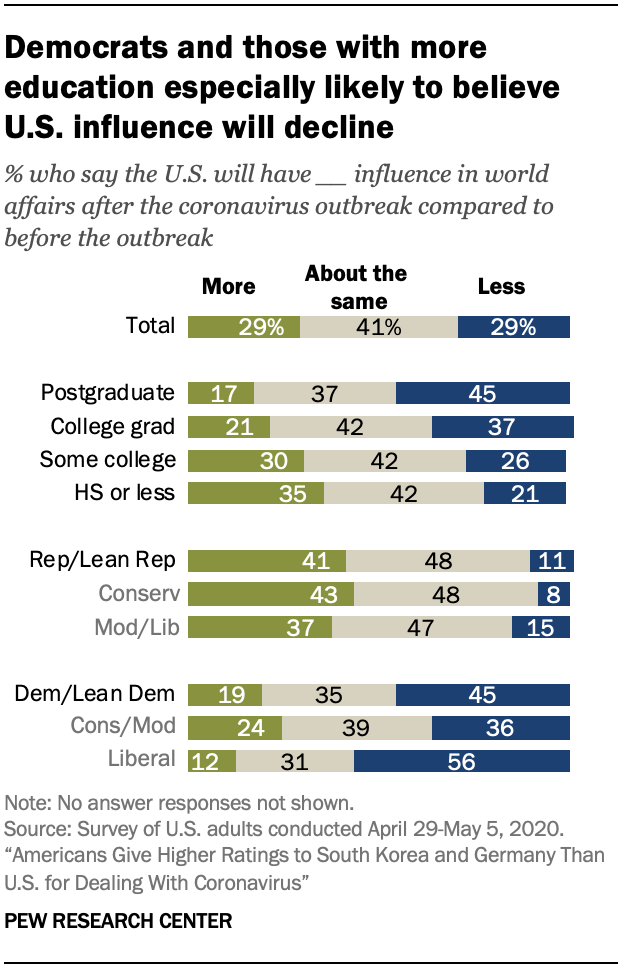 Democrats and those with more
education especially likely to believe
U.S. influence will decline
% who say the U.S. will have __ influence in world
affairs after the coronavirus outbreak compared to
before the outbreak
More About the same Less
Total 29% 41% 29%
Postgraduate 17 37 45
College grad 21 42 37
Some college 30 42 26
HS or less 35 42 21
Rep/Lean Rep 41 48 11
Conserv 43 48 8
Mod/Lib 37 47 15
Dem/Lean Dem 19 35 45
Cons/Mod 24 39 36
Liberal 12 31 56
Note: No answer responses not shown.
Source: Survey of U.S. adults conducted April 29-May 5, 2020.
“Americans Give Higher Ratings to South Korea and Germany Than
U.S. for Dealing With Coronavirus”
PEW RESEARCH CENTER